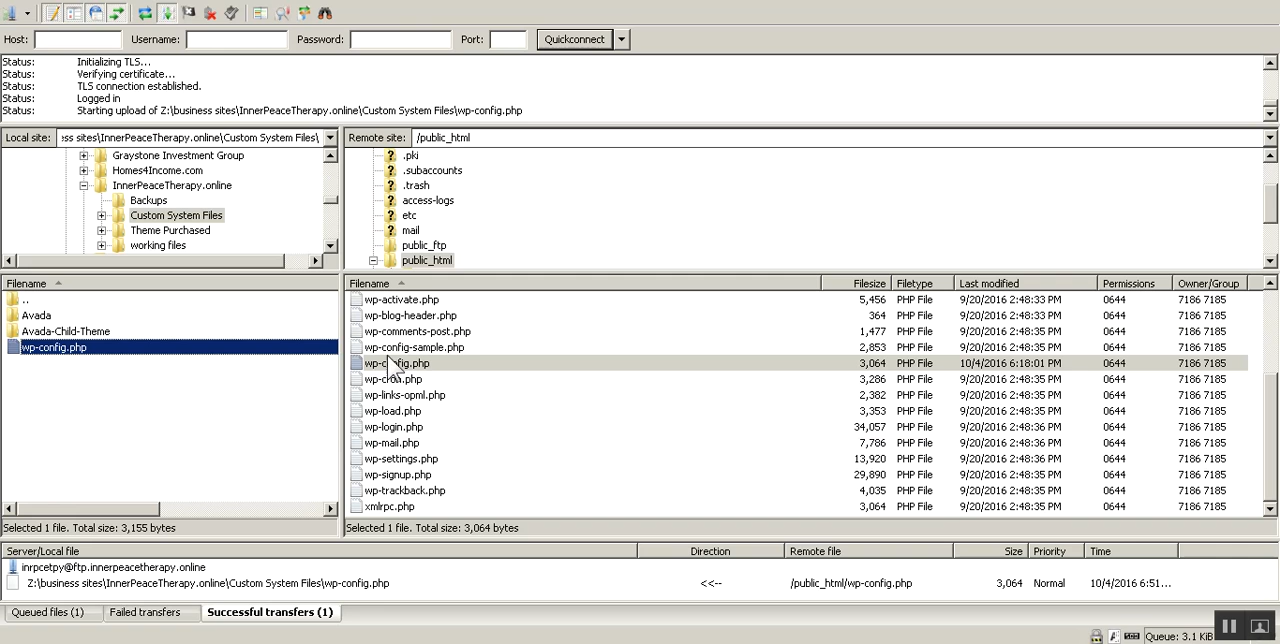 Host: Username: Password: Port: Quickconnect
Status: Initializing TLS...
Status: Verifying certificate...
Status: TLS connection established.
Status: Logged in
Status: Starting upload of Z:\business sites\InnerPeaceTherapy.online\Custom System Files\wp-config.php
Local site: ss sites\InnerPeaceTherapy.online\Custom System Files\
Remote site: /public_html
Graystone Investment Group
Homes4Income.com
InnerPeaceTherapy.online
Backups
Custom System Files
Theme Purchased
working files
.pki
.subaccounts
.trash
access-logs
etc
mail
public_ftp
public_html
Filename
..
Avada
Avada-Child-Theme
wp-config.php
Selected 1 file. Total size: 3,155 bytes
Filename Filesize Filetype Last modified Permissions Owner/Group
wp-activate.php 5,456 PHP File 9/20/2016 2:48:33 PM 0644 7186 7185
wp-blog-header.php 364 PHP File 9/20/2016 2:48:33 PM 0644 7186 7185
wp-comments-post.php 1,477 PHP File 9/20/2016 2:48:33 PM 0644 7186 7185
wp-config-sample.php 2,853 PHP File 9/20/2016 2:48:35 PM 0644 7186 7185
wp-config.php 3,064 PHP File 10/4/2016 6:18:01 PM 0644 7186 7185
wp-cron.php 3,286 PHP File 9/20/2016 2:48:35 PM 0644 7186 7185
wp-links-opml.php 2,382 PHP File 9/20/2016 2:48:35 PM 0644 7186 7185
wp-load.php 3,353 PHP File 9/20/2016 2:48:35 PM 0644 7186 7185
wp-login.php 34,057 PHP File 9/20/2016 2:48:36 PM 0644 7186 7185
wp-mail.php 7,786 PHP File 9/20/2016 2:48:36 PM 0644 7186 7185
wp-settings.php 13,920 PHP File 9/20/2016 2:48:35 PM 0644 7186 7185
wp-signup.php 29,890 PHP File 9/20/2016 2:48:35 PM 0644 7186 7185
wp-trackback.php 4,035 PHP File 9/20/2016 2:48:35 PM 0644 7186 7185
xmlrpc.php 3,064 PHP File 9/20/2016 2:48:35 PM 0644 7186 7185
Selected 1 file. Total size: 3,064 bytes
Server/Local file Direction Remote file Size Priority Time
inrpcetpy@ftp.innerpeacetherapy.online
Z:\business sites\InnerPeaceTherapy.online\Custom System Files\wp-config.php <<-- /public_html/wp-config.php 3,064 Normal 10/4/2016 6:51...
Queued files (1) Failed transfers Successful transfers (1)
Queue: 3.1 KiB